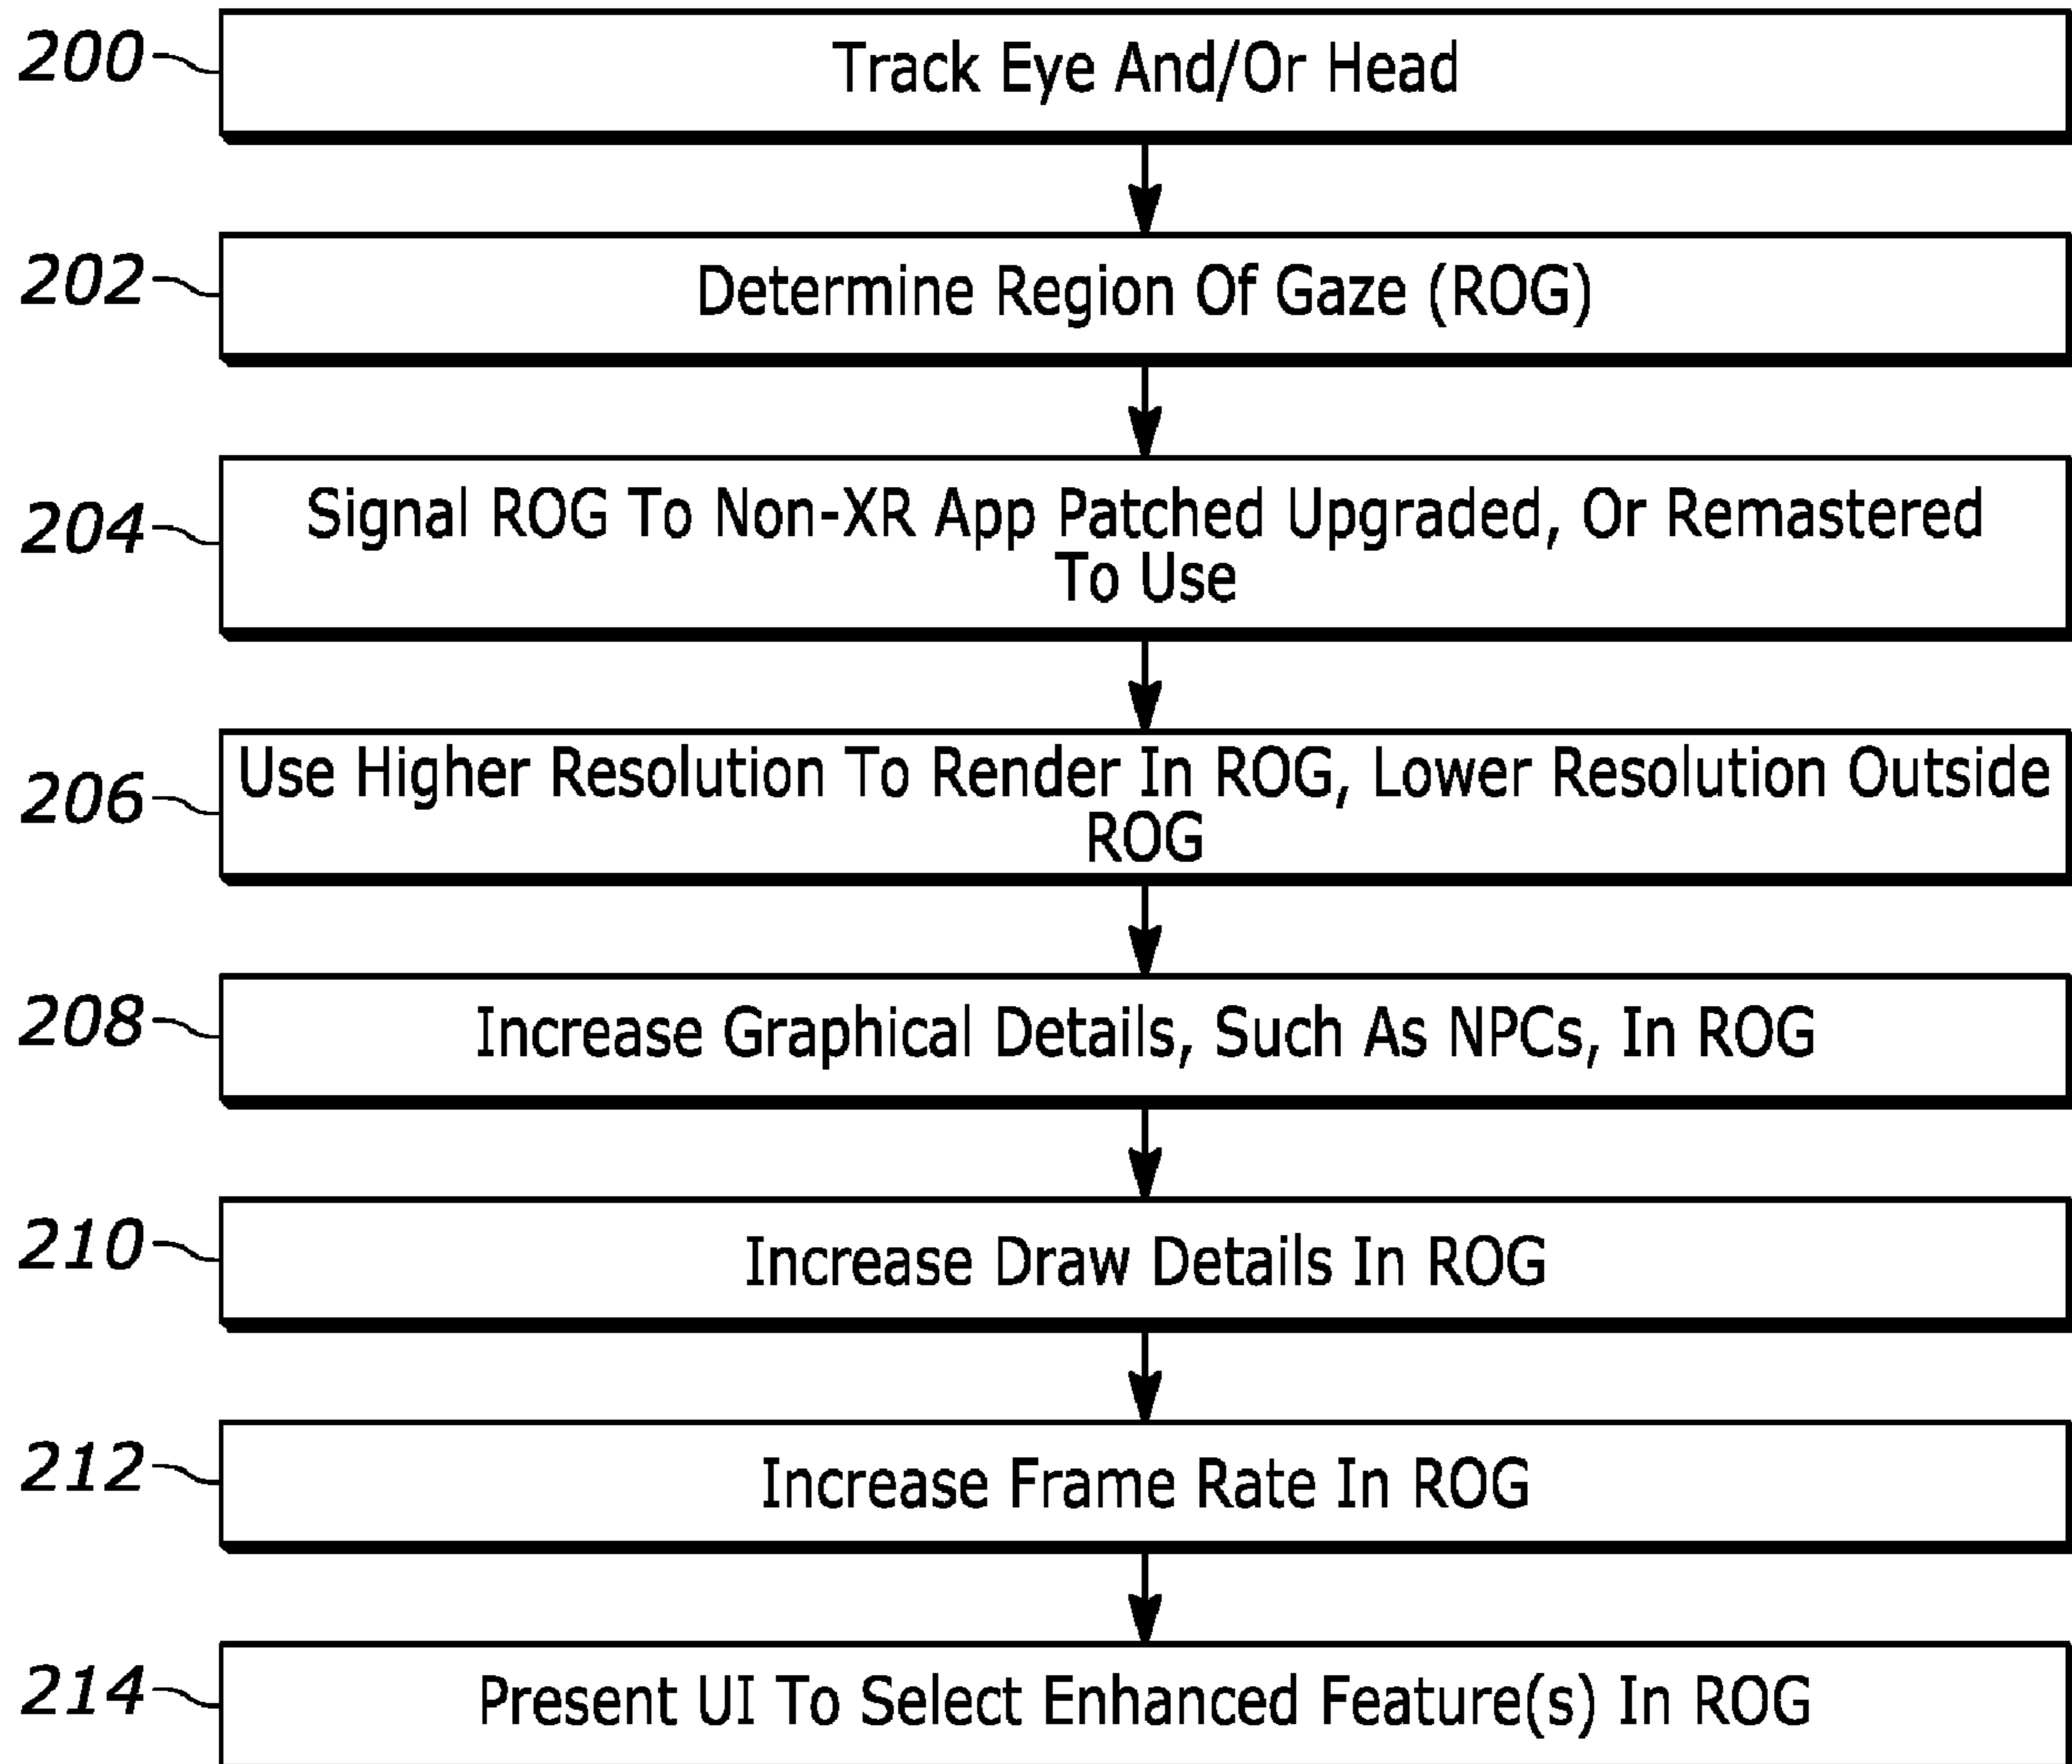 200
Track Eye And/Or Head
202
Determine Region Of Gaze (ROG)
204
Signal ROG To Non-XR App Patched Upgraded, Or Remastered
To Use
206
Use Higher Resolution To Render In ROG, Lower Resolution Outside
ROG
208
Increase Graphical Details, Such As NPCs, In ROG
210
Increase Draw Details In ROG
212
Increase Frame Rate In ROG
214
Present UI To Select Enhanced Feature(s) In ROG